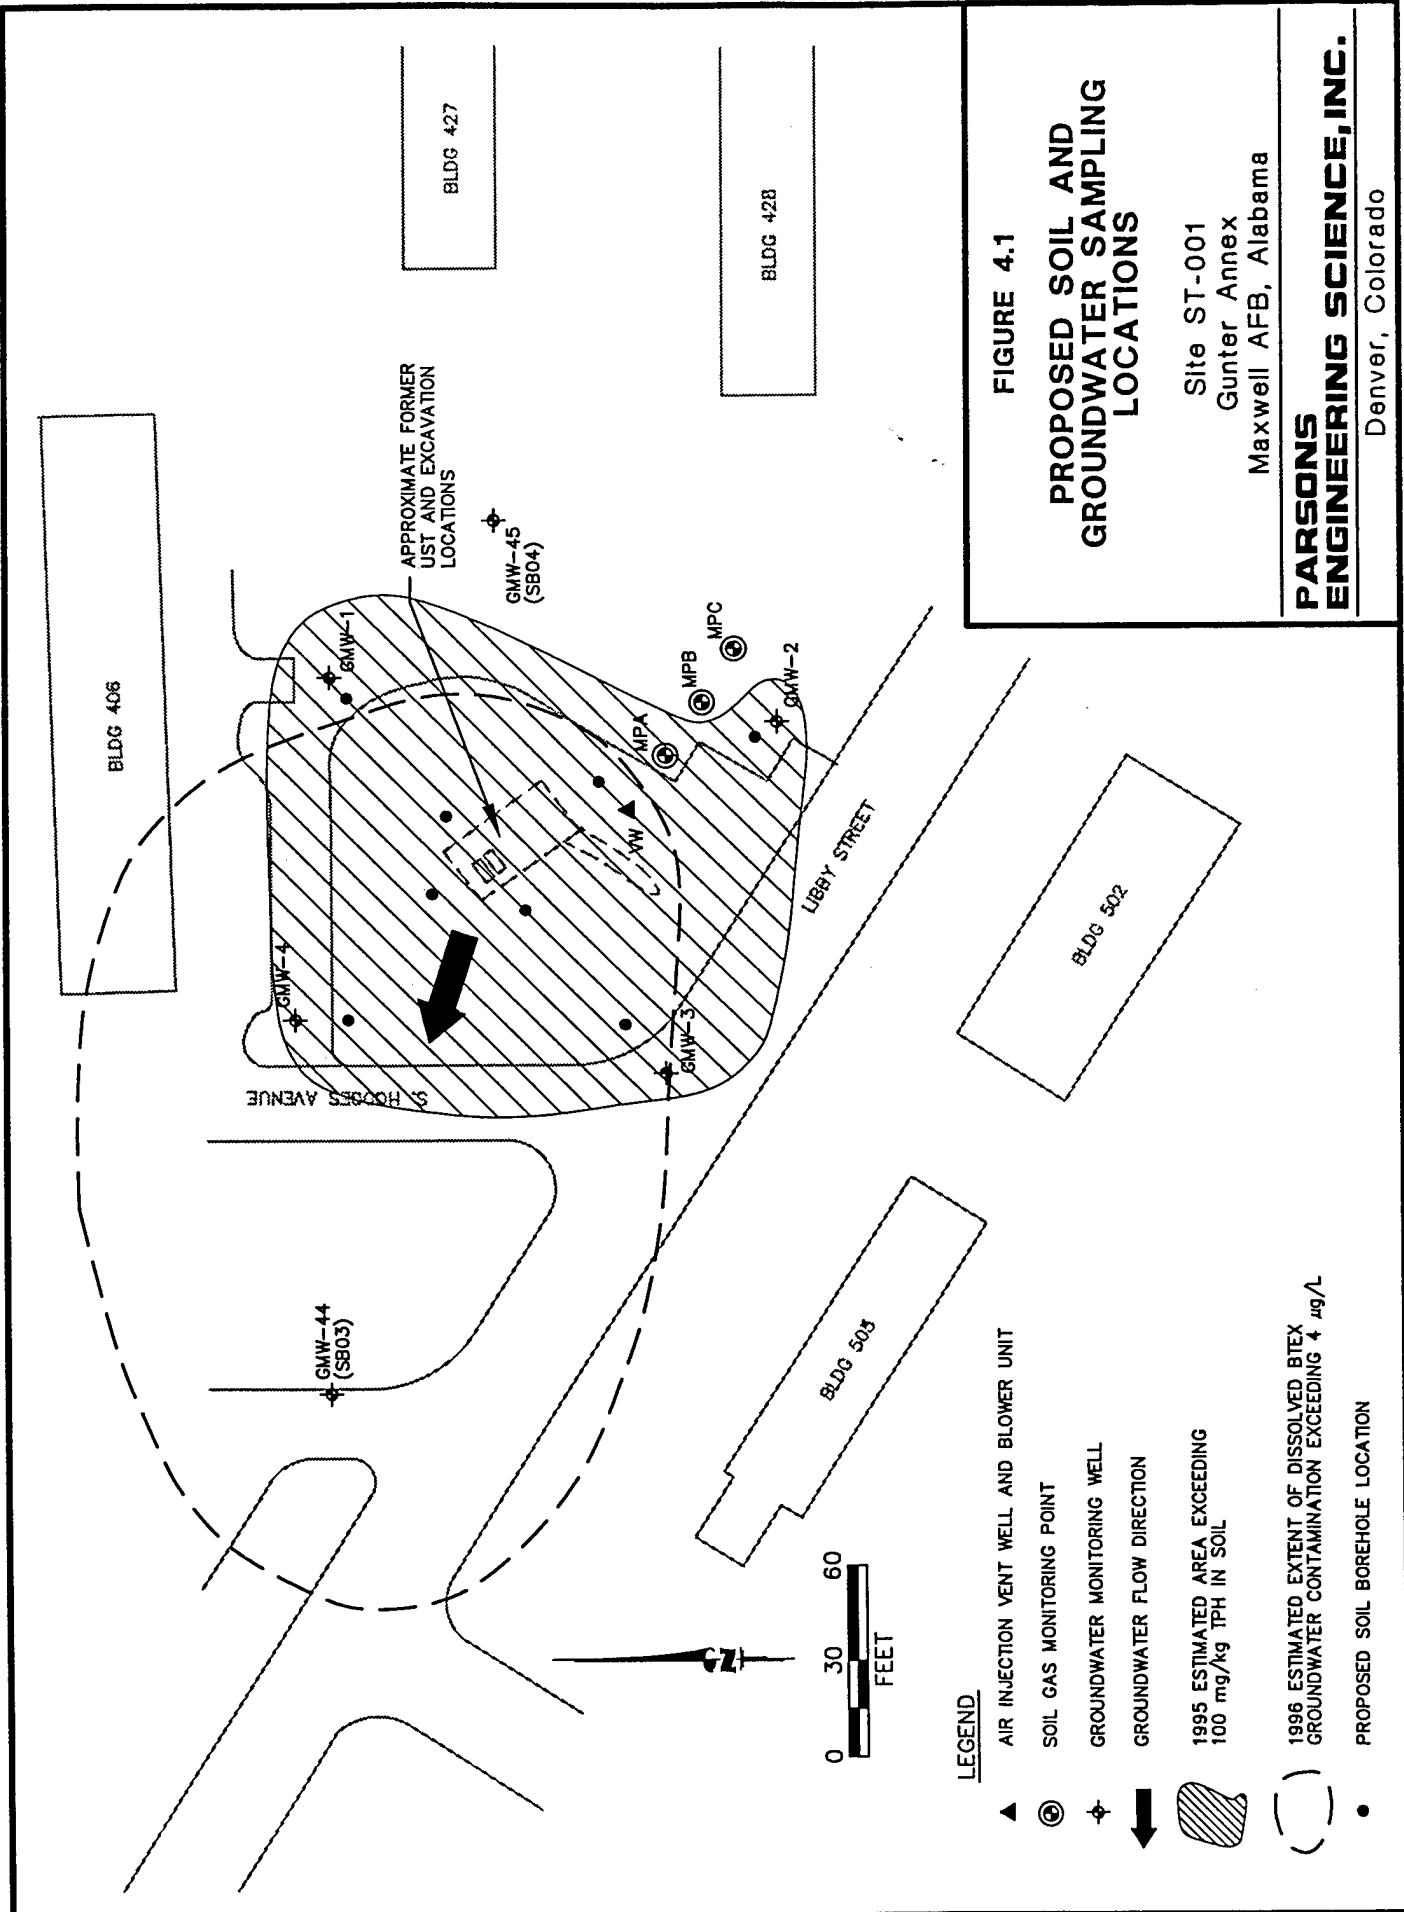 BLDG 406
BLDG 427
BLDG 428
APPROXIMATE FORMER
UST AND EXCAVATION
LOCATIONS
GMW-45
(SB04)
GMW-1
GMW-4
MPA
MPB
MPC
GMW-2
VW
GMW-3
S. HODGES AVENUE
LIBBY STREET
BLDG 502
BLDG 503
GMW-44
(SB03)
N
0 30 60
FEET
LEGEND
AIR INJECTION VENT WELL AND BLOWER UNIT
SOIL GAS MONITORING POINT
GROUNDWATER MONITORING WELL
GROUNDWATER FLOW DIRECTION
1995 ESTIMATED AREA EXCEEDING
100 mg/kg TPH IN SOIL
1996 ESTIMATED EXTENT OF DISSOLVED BTEX
GROUNDWATER CONTAMINATION EXCEEDING 4 µg/L
PROPOSED SOIL BOREHOLE LOCATION
FIGURE 4.1
PROPOSED SOIL AND
GROUNDWATER SAMPLING
LOCATIONS
Site ST-001
Gunter Annex
Maxwell AFB, Alabama
PARSONS
ENGINEERING SCIENCE, INC.
Denver, Colorado